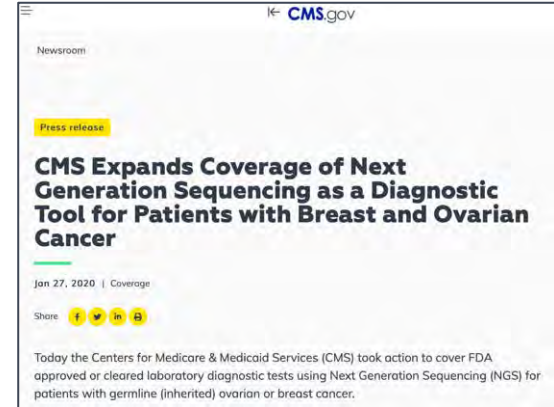 CMS.gov
Newsroom
Press release
CMS Expands Coverage of Next
Generation Sequencing as a Diagnostic
Tool for Patients with Breast and Ovarian
Cancer
Jan 27, 2020 | Coverage
Share
Today the Centers for Medicare & Medicaid Services (CMS) took action to cover FDA
approved or cleared laboratory diagnostic tests using Next Generation Sequencing (NGS) for
patients with germline (inherited) ovarian or breast cancer.